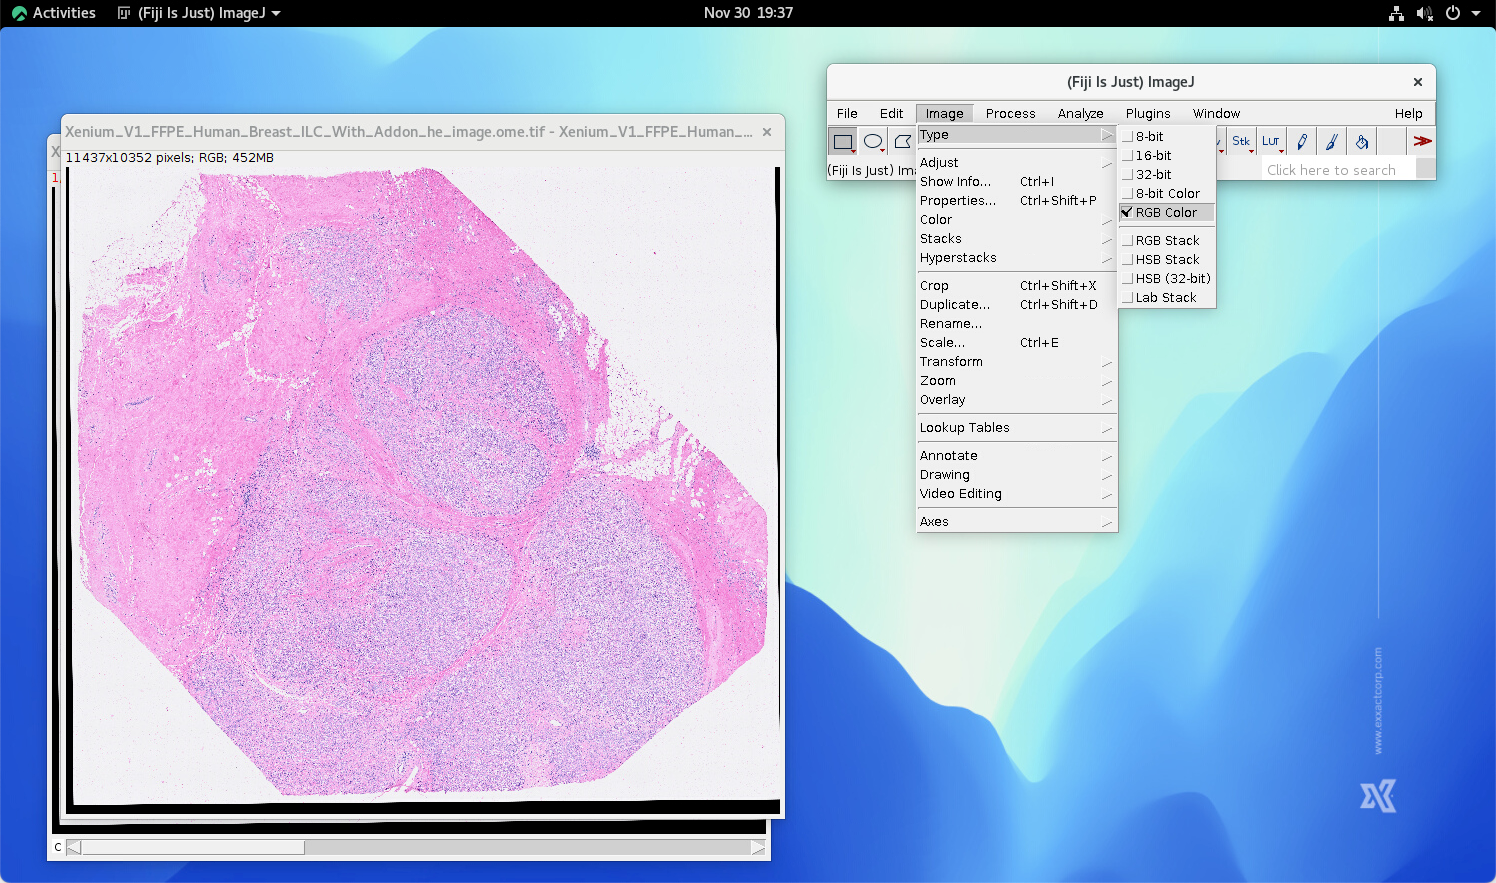 Activities
(Fiji Is Just) ImageJ
Nov 30 19:37
Xenium_V1_FFPE_Human_Breast_ILC_With_Addon_he_image.ome.tif - Xenium_V1_FFPE_Human_...
11437x10352 pixels; RGB; 452MB
X
1,
C
(Fiji Is Just) ImageJ
File Edit Image Process Analyze Plugins Window Help
Stk Lut
(Fiji Is Just) Ima
Click here to search
Type
Adjust
Show Info... Ctrl+I
Properties... Ctrl+Shift+P
Color
Stacks
Hyperstacks
Crop Ctrl+Shift+X
Duplicate... Ctrl+Shift+D
Rename...
Scale... Ctrl+E
Transform
Zoom
Overlay
Lookup Tables
Annotate
Drawing
Video Editing
Axes
8-bit
16-bit
32-bit
8-bit Color
RGB Color
RGB Stack
HSB Stack
HSB (32-bit)
Lab Stack
www.exxactcorp.com